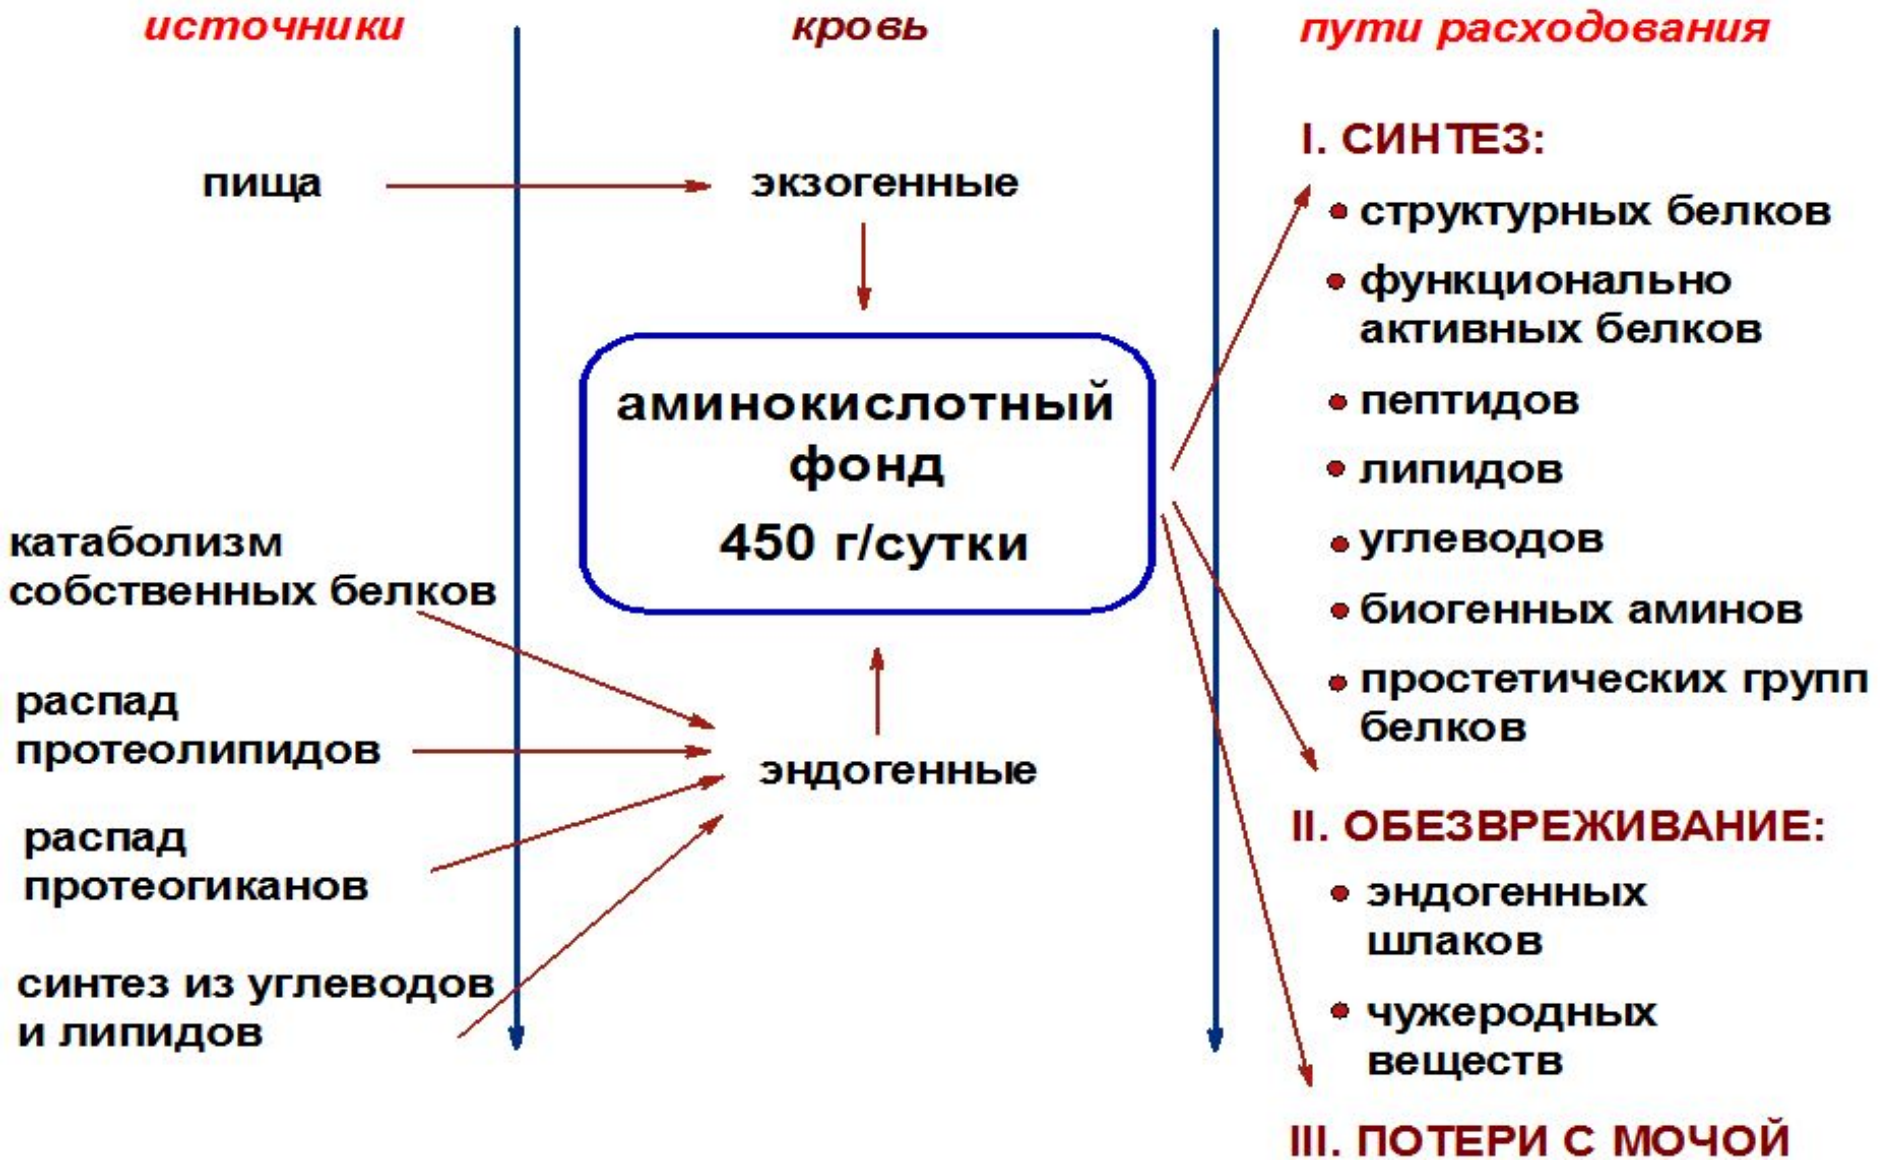 источники
кровь
пути расходования
пища
экзогенные
аминокислотный
фонд
450 г/сутки
катаболизм
собственных белков
распад
протеолипидов
распад
протеогиканов
синтез из углеводов
и липидов
эндогенные
I. СИНТЕЗ:
• структурных белков
• функционально
активных белков
• пептидов
• липидов
• углеводов
• биогенных аминов
• простетических групп
белков
II. ОБЕЗВРЕЖИВАНИЕ:
• эндогенных
шлаков
• чужеродных
веществ
III. ПОТЕРИ С МОЧОЙ